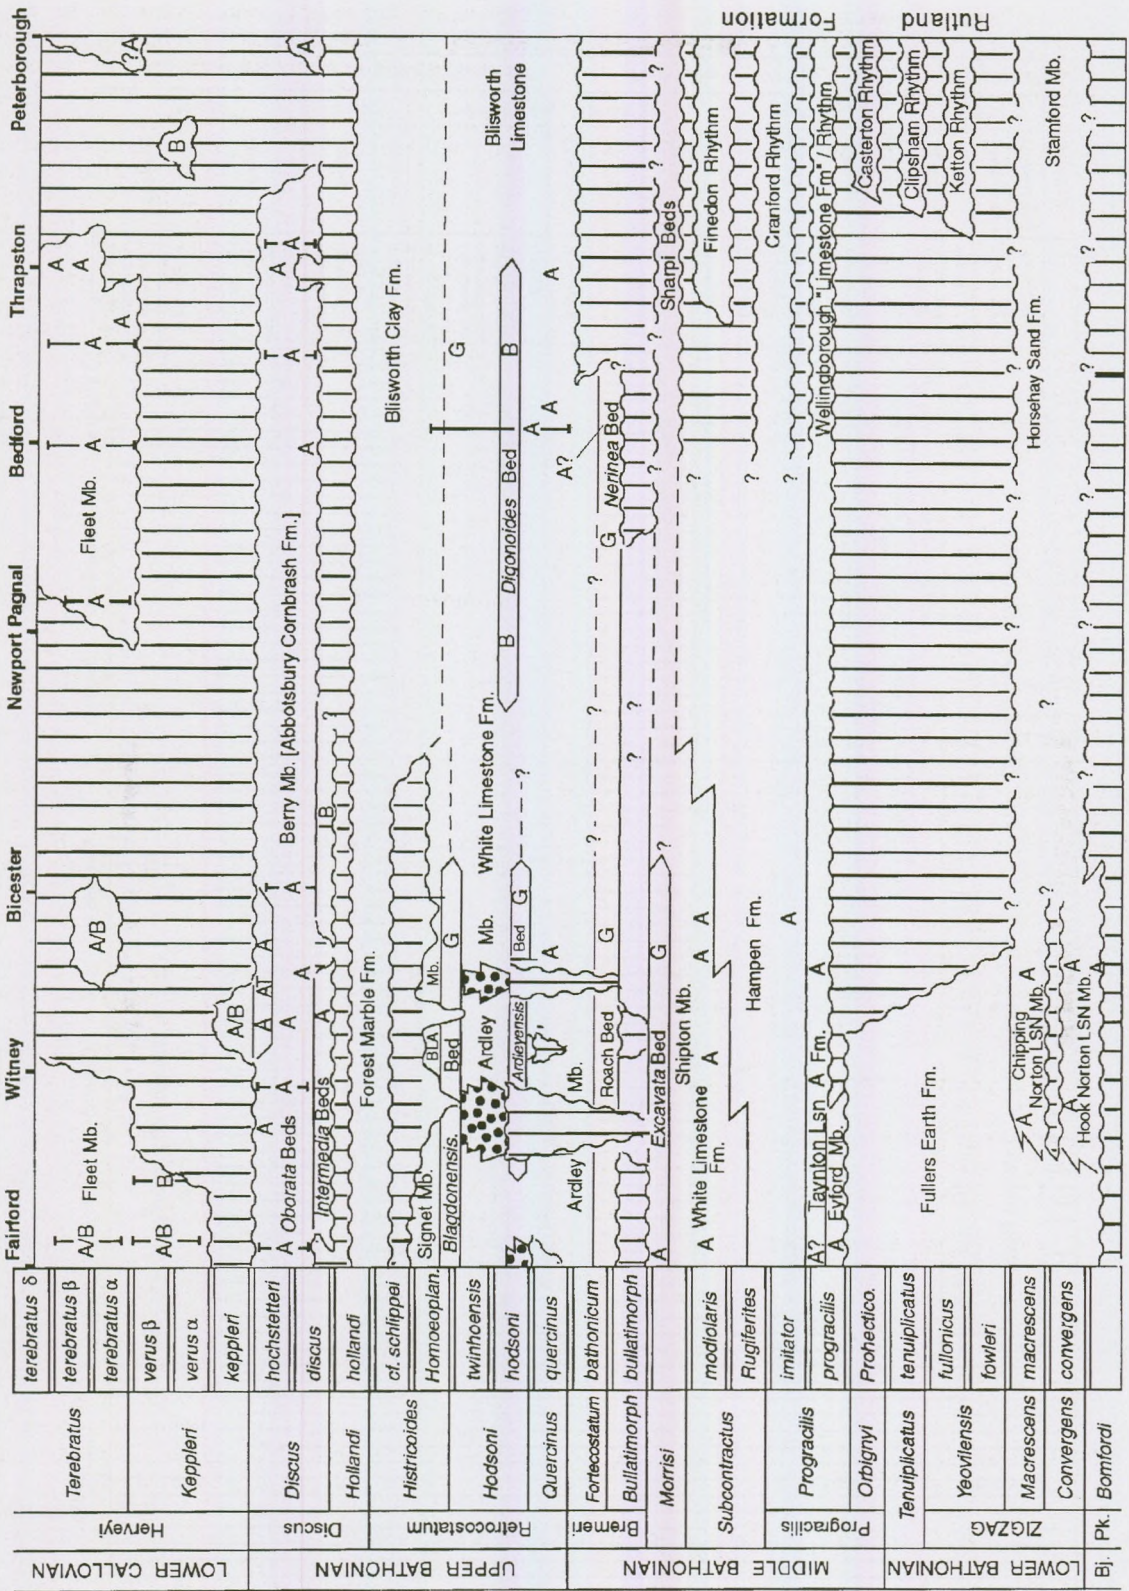 Fairford
Witney
Bicester
Newport Pagnal
Bedford
Thrapston
Peterborough
LOWER CALLOVIAN
UPPER BATHONIAN
MIDDLE BATHONIAN
LOWER BATHONIAN
Bj.
Herveyi
Discus
Retrocostatum
Bremeri
Progracilis
ZIGZAG
Pk.
Terebratus
Keppleri
Discus
Hollandi
Histricoides
Hodsoni
Quercinus
Fortecostatum
Bullatimorph
Morrisi
Subcontractus
Progracilis
Orbignyi
Tenuiplicatus
Yeovilensis
Macrescens
Convergens
Bomfordi
terebratus δ
terebratus β
terebratus α
verus β
verus α
keppleri
hochstetteri
discus
hollandi
cf. schlippei
Homoeoplan.
twinhoensis
hodsoni
quercinus
bathonicum
bullatimorph
modiolaris
Rugiferites
imitator
progracilis
Prohectico.
tenuiplicatus
fullonicus
fowleri
macrescens
convergens
A/B
Fleet Mb.
A/B
Fleet Mb.
A
A
A
A
A
A
?A
A/B
B
A/B
B
A
Oborata Beds
A
A
A
A
AT
A
A
Berry Mb. [Abbotsbury Cornbrash Fm.]
A
A
A
A
A
Intermedia Beds
A
B
?
Forest Marble Fm.
Blisworth Clay Fm.
Signet Mb.
BLA
Mb.
Blagdonensis.
Bed
G
G
Ardley
Mb.
White Limestone Fm.
Blisworth
Limestone
Ardleyensis
Bed
G
?
B
Digonoides Bed
B
A
A
A
A
A?
Ardley
Mb.
Roach Bed
G
?
?
?
G
Nerinea Bed
?
?
?
A
Excavata Bed
G
?
?
?
?
?
Sharpi Beds
A
White Limestone
Fm.
Shipton Mb.
A
A
A
?
Finedon Rhythm
Hampen Fm.
?
Cranford Rhythm
A
?
A?
Taynton Lsn
A
Fm.
A
Wellingborough "Limestone Fm" / Rhythm
A
Eyford Mb.
Casterton Rhythm
Clipsham Rhythm
Ketton Rhythm
Rutland
Formation
Fullers Earth Fm.
A
Chipping
Norton LSN Mb.
A
?
?
?
?
?
?
?
?
Horsehay Sand Fm.
Stamford Mb.
?
?
A
Hook Norton LSN Mb.
A
A
?
?
?
?
?
?